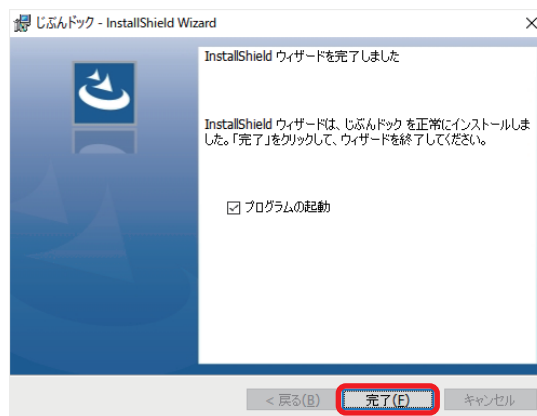 じぶんドック - InstallShield Wizard
InstallShield ウィザードを完了しました
InstallShield ウィザードは、じぶんドック を正常にインストールしま
した。「完了」をクリックして、ウィザードを終了してください。
プログラムの起動
< 戻る(B) 完了(F) キャンセル